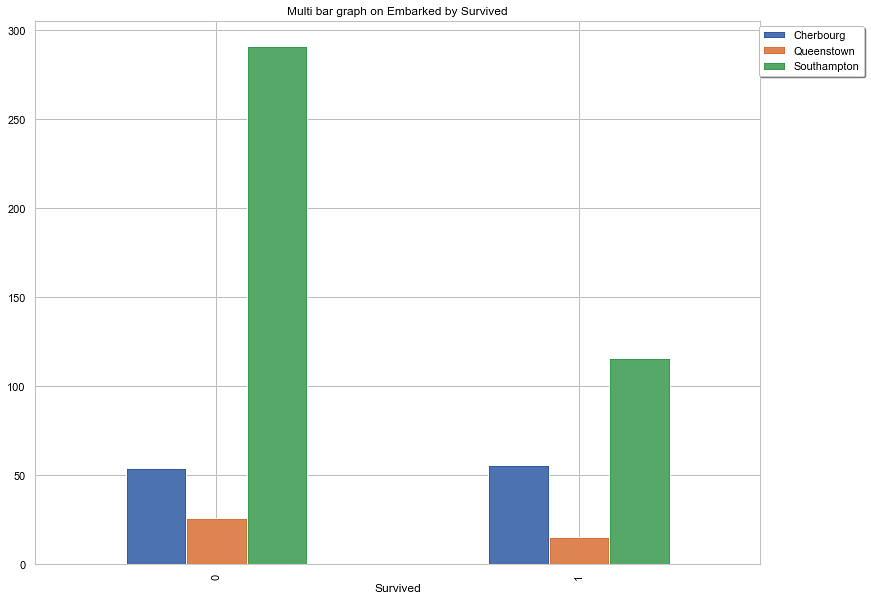 Multi bar graph on Embarked by Survived
300
250
200
150
100
50
0
Cherbourg
Queenstown
Southampton
0
1
Survived